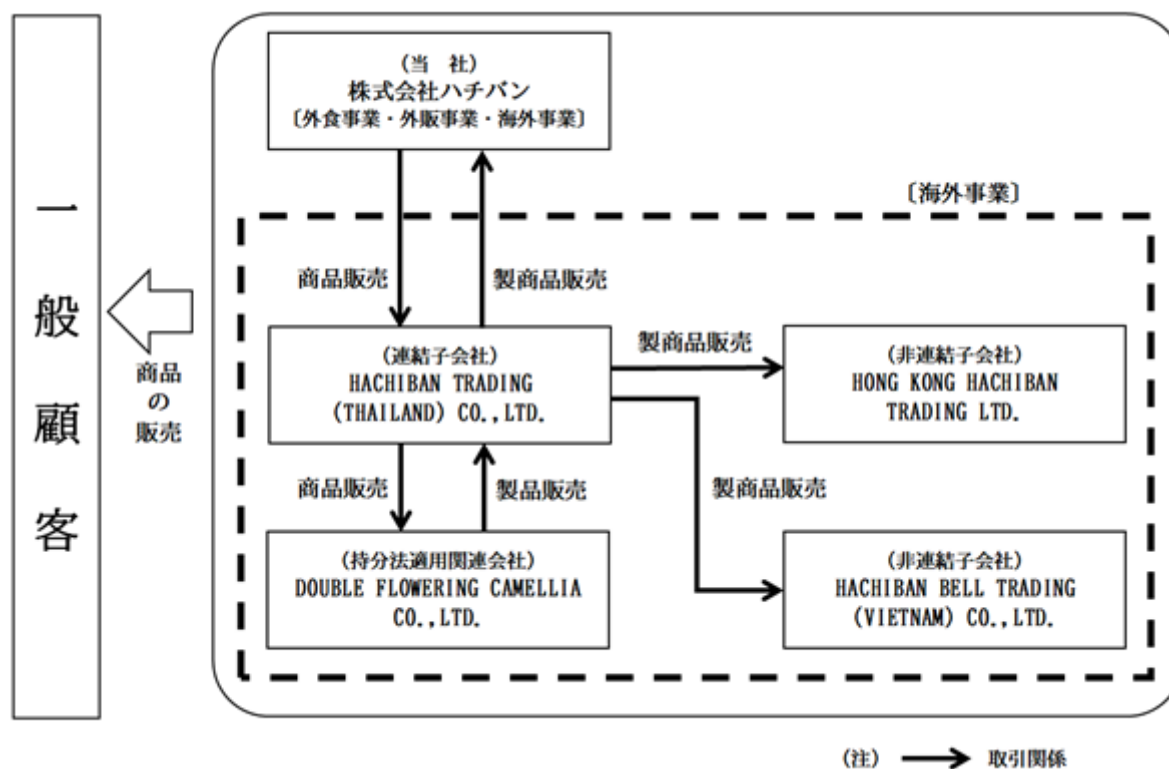 一般顧客
商品
の
販売
(当　社)
株式会社ハチバン
〔外食事業・外販事業・海外事業〕
〔海外事業〕
商品販売
製商品販売
(連結子会社)
HACHIBAN TRADING
(THAILAND) CO.,LTD.
製商品販売
(非連結子会社)
HONG KONG HACHIBAN
TRADING LTD.
商品販売
製品販売
製商品販売
(持分法適用関連会社)
DOUBLE FLOWERING CAMELLIA
CO.,LTD.
(非連結子会社)
HACHIBAN BELL TRADING
(VIETNAM) CO.,LTD.
(注)
取引関係